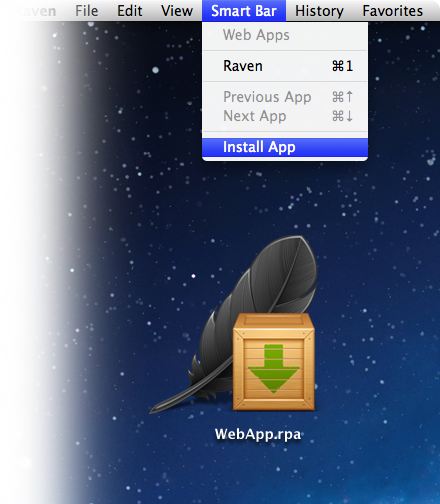 Raven File Edit View Smart Bar History Favorites
Web Apps
Raven ⌘1
Previous App ⌘↑
Next App ⌘↓
Install App
WebApp.rpa